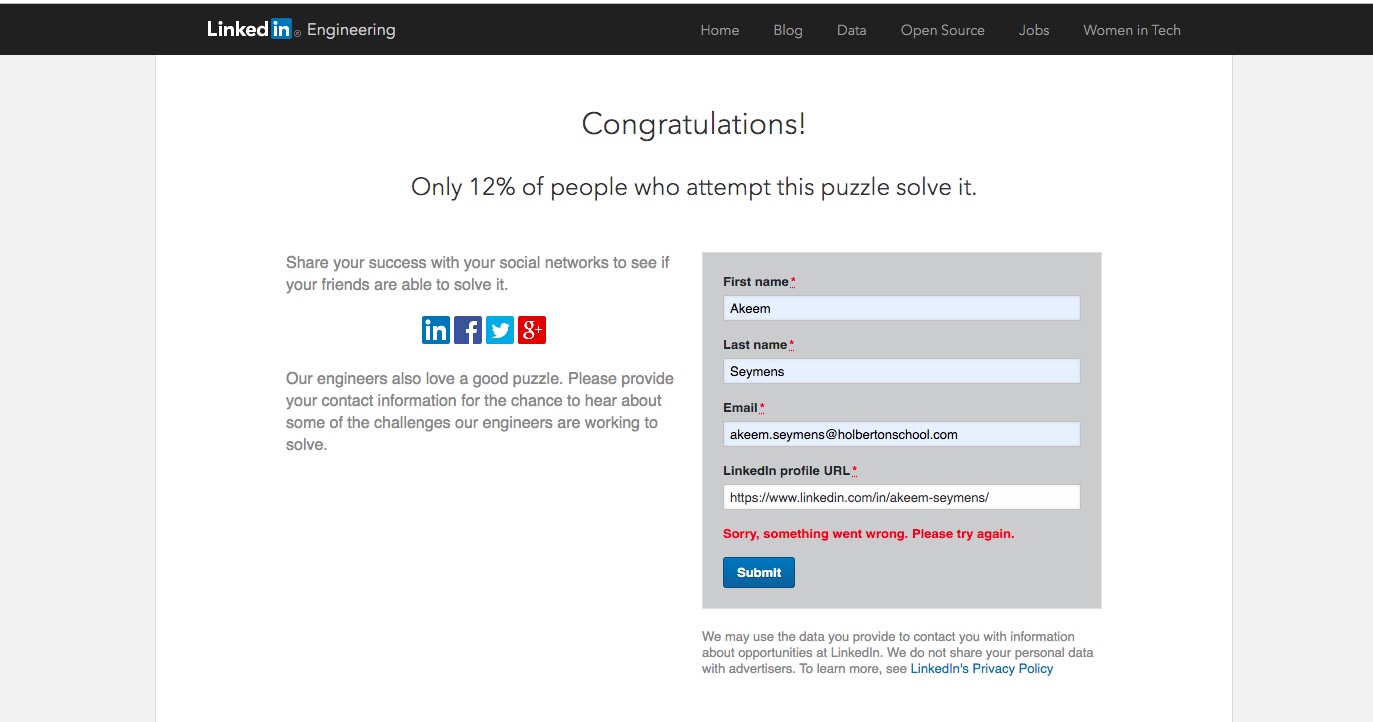 Linked in ® Engineering
Home Blog Data Open Source Jobs Women in Tech
Congratulations!
Only 12% of people who attempt this puzzle solve it.
Share your success with your social networks to see if
your friends are able to solve it.
in f g+
Our engineers also love a good puzzle. Please provide
your contact information for the chance to hear about
some of the challenges our engineers are working to
solve.
First name*
Akeem
Last name*
Seymens
Email*
akeem.seymens@holbertonschool.com
LinkedIn profile URL*
https://www.linkedin.com/in/akeem-seymens/
Sorry, something went wrong. Please try again.
Submit
We may use the data you provide to contact you with information
about opportunities at LinkedIn. We do not share your personal data
with advertisers. To learn more, see LinkedIn's Privacy Policy